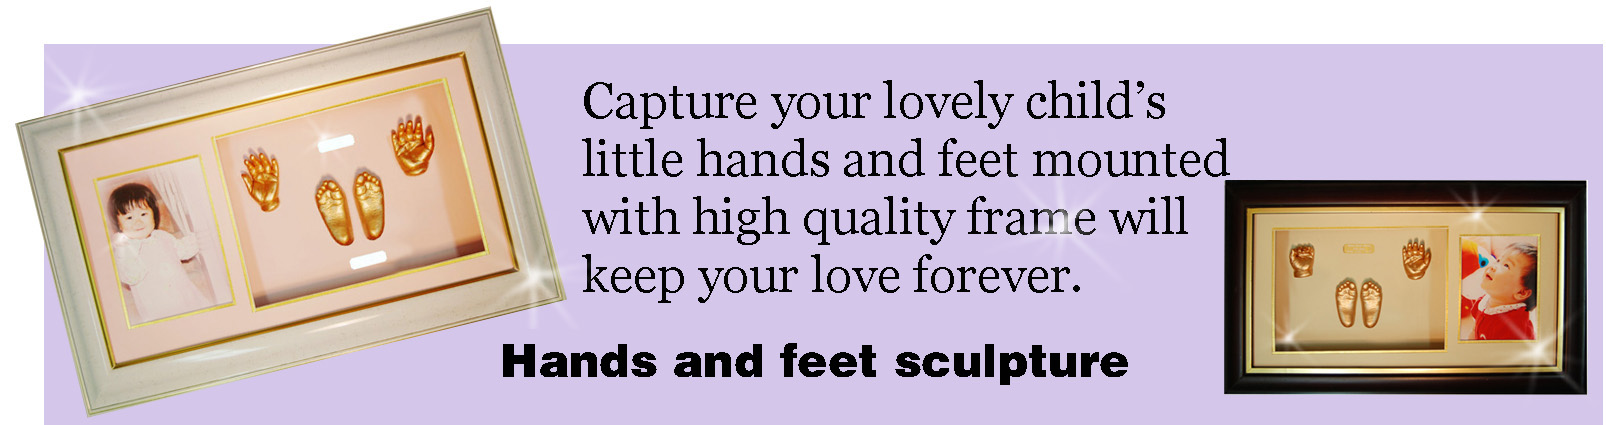 Capture your lovely child’s
little hands and feet mounted
with high quality frame will
keep your love forever.
Hands and feet sculpture